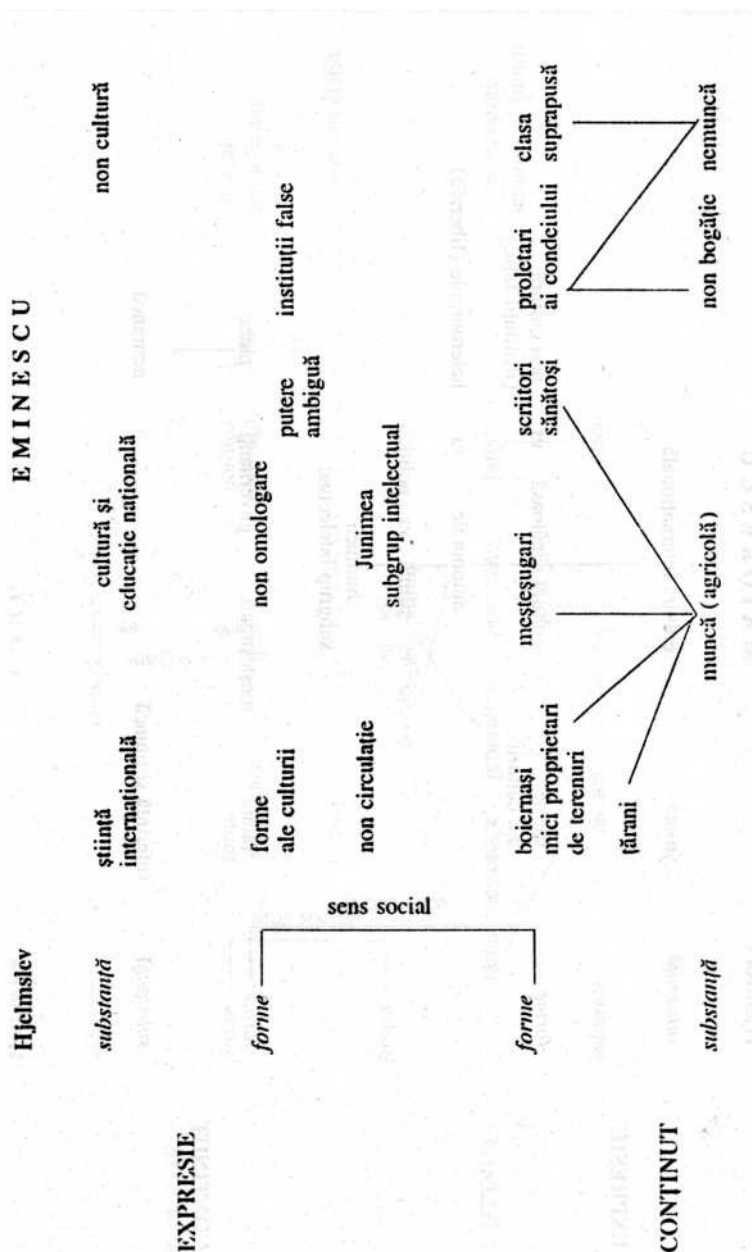 Hjelmslev
EMINESCU
EXPRESIE
substanță
știință
internațională
cultură și
educație națională
non cultură
forme
forme
ale culturii
non omologare
putere
ambiguă
instituții false
sens social
non circulație
Junimea
subgrup intelectual
forme
boiernași
mici proprietari
de terenuri
meșteșugari
scriitori
sănătoși
proletari
ai condeiului
clasa
suprapusă
țărani
CONȚINUT
substanță
muncă (agricolă)
non bogăție
nemuncă